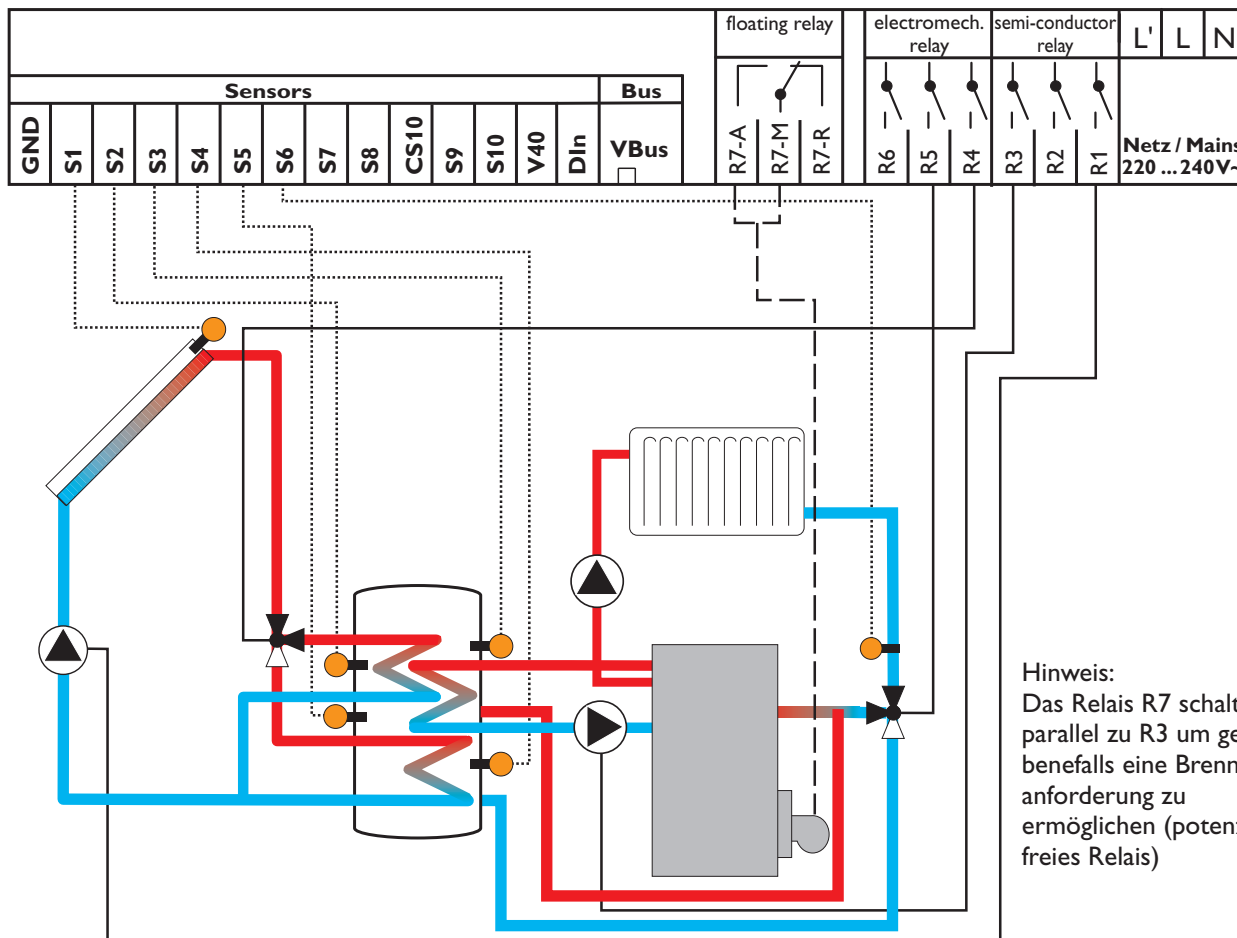 floating relay
electromech. relay
semi-conductor relay
L' L N
Sensors
Bus
GND S1 S2 S3 S4 S5 S6 S7 S8 CS10 S9 S10 V40 DIn
VBus
R7-A R7-M R7-R
R6 R5 R4 R3 R2 R1
Netz / Mains
220 ... 240 V~
Hinweis:
Das Relais R7 schalt
parallel zu R3 um ge
benefalls eine Brenn
anforderung zu
ermöglichen (poten
freies Relais)